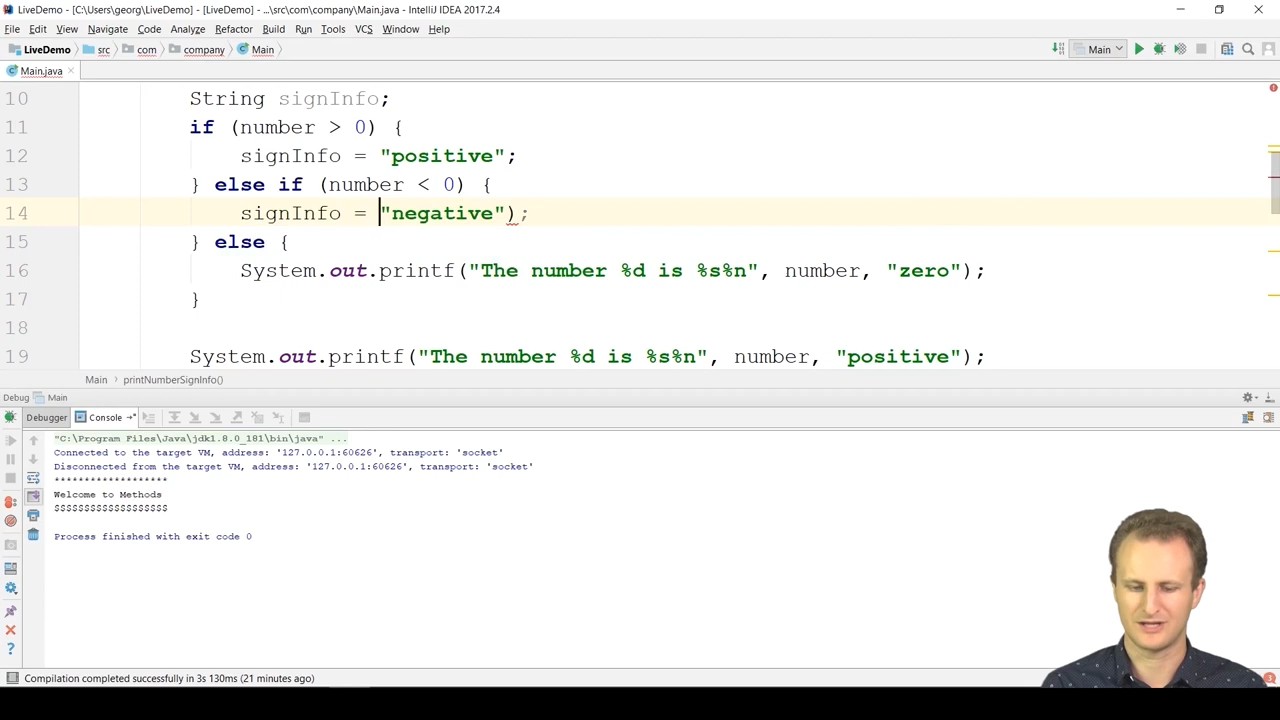 LiveDemo - [C:\Users\georg\LiveDemo] - [LiveDemo] - ...\src\com\company\Main.java - IntelliJ IDEA 2017.2.4
File Edit View Navigate Code Analyze Refactor Build Run Tools VCS Window Help
LiveDemo src com company Main Main
Main.java
10 String signInfo;
11 if (number > 0) {
12 signInfo = "positive";
13 } else if (number < 0) {
14 signInfo = "negative");
15 } else {
16 System.out.printf("The number %d is %s%n", number, "zero");
17 }
18
19 System.out.printf("The number %d is %s%n", number, "positive");
Main printNumberSignInfo()
Debug Main
Debugger Console
"C:\Program Files\Java\jdk1.8.0_181\bin\java" ...
Connected to the target VM, address: '127.0.0.1:60626', transport: 'socket'
Disconnected from the target VM, address: '127.0.0.1:60626', transport: 'socket'
*******************
Welcome to Methods
$$$$$$$$$$$$$$$$$$$
Process finished with exit code 0
Compilation completed successfully in 3s 130ms (21 minutes ago)